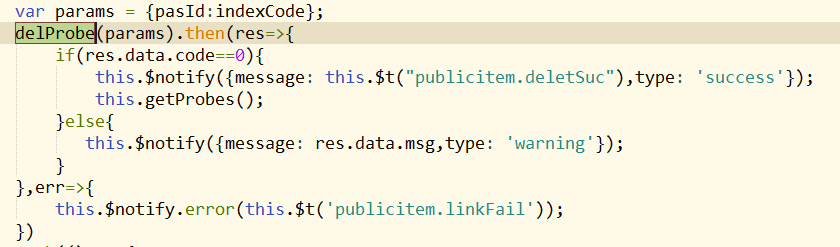 var params = {pasId:indexCode};
delProbe(params).then(res=>{
if(res.data.code==0){
this.$notify({message: this.$t("publicitem.deletSuc"),type: 'success'});
this.getProbes();
}else{
this.$notify({message: res.data.msg,type: 'warning'});
}
},err=>{
this.$notify.error(this.$t('publicitem.linkFail'));
})